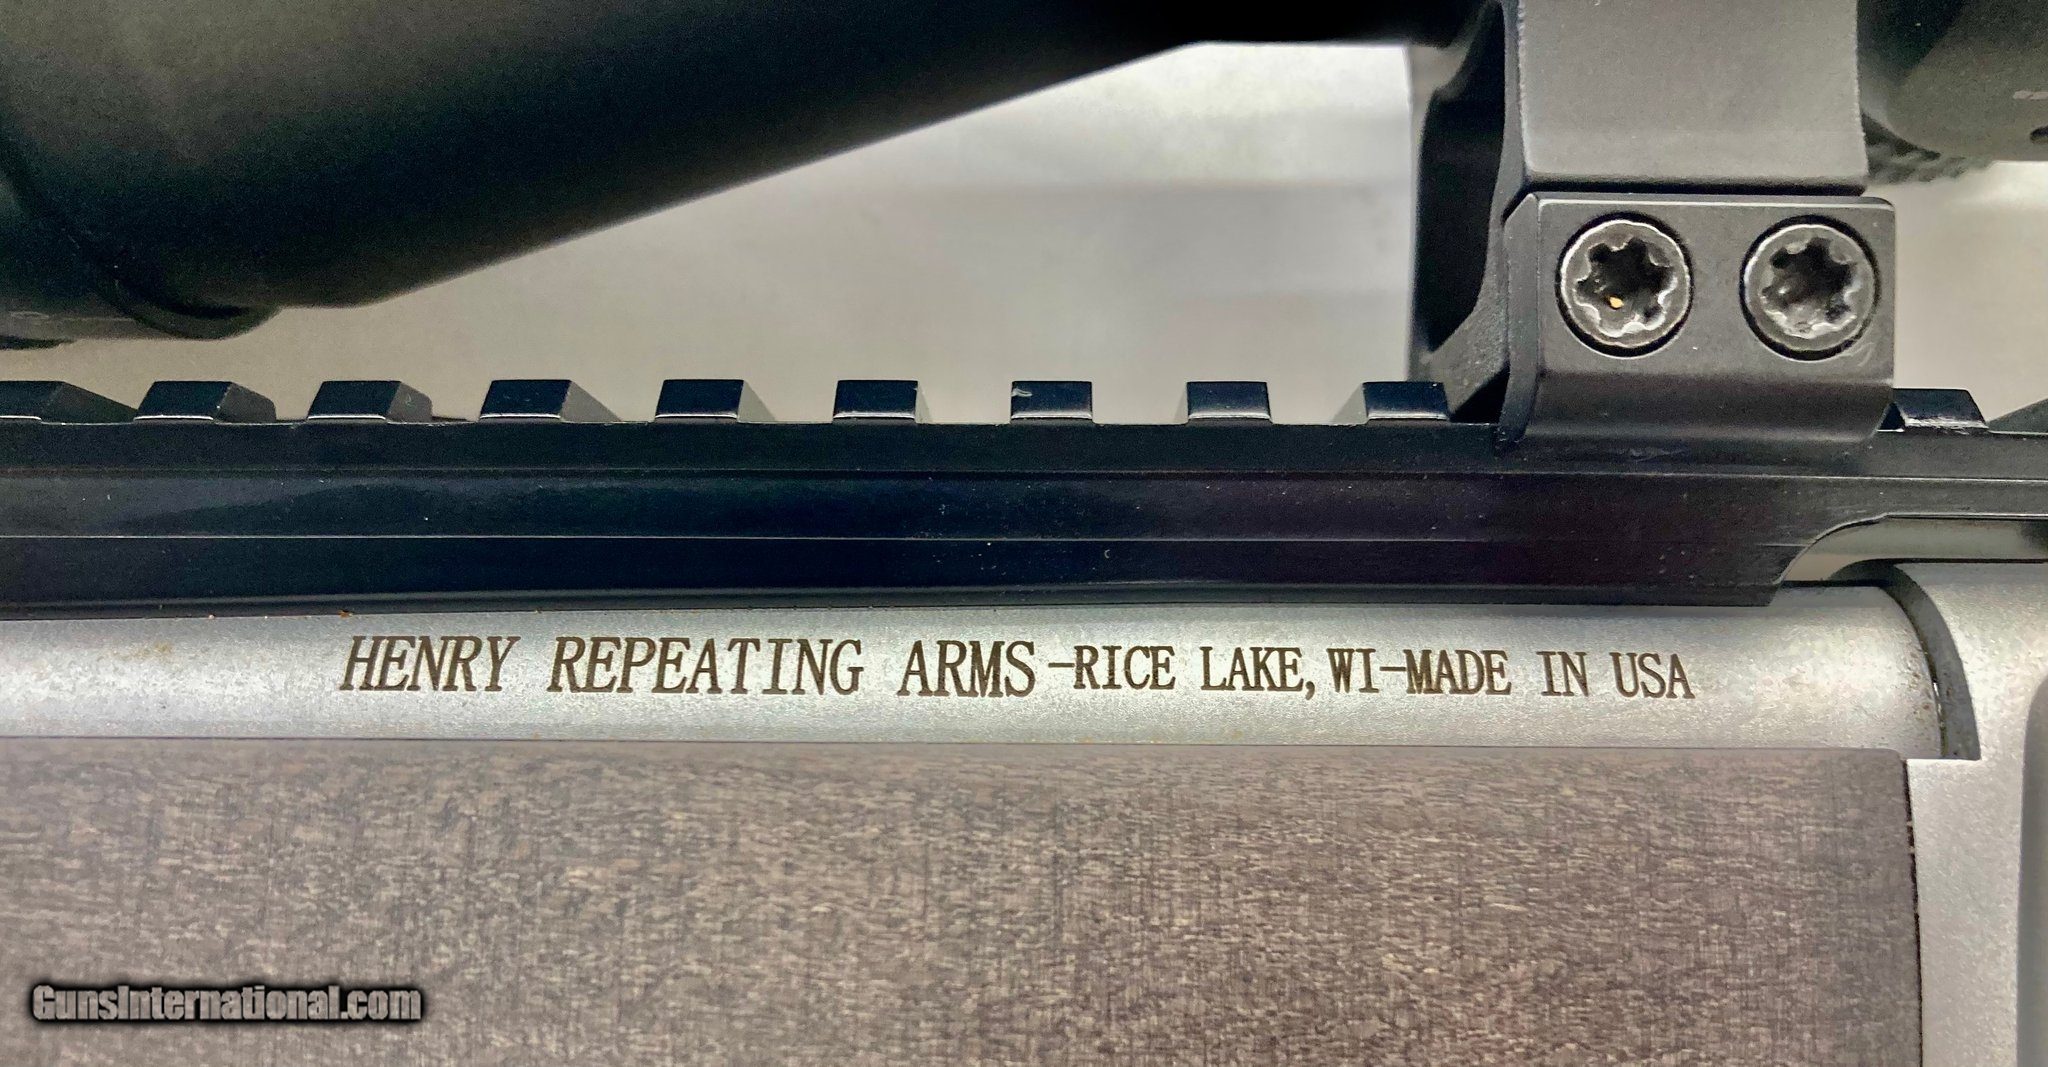 HENRY REPEATING ARMS-RICE LAKE, WI-MADE IN USA
GunsInternational.com